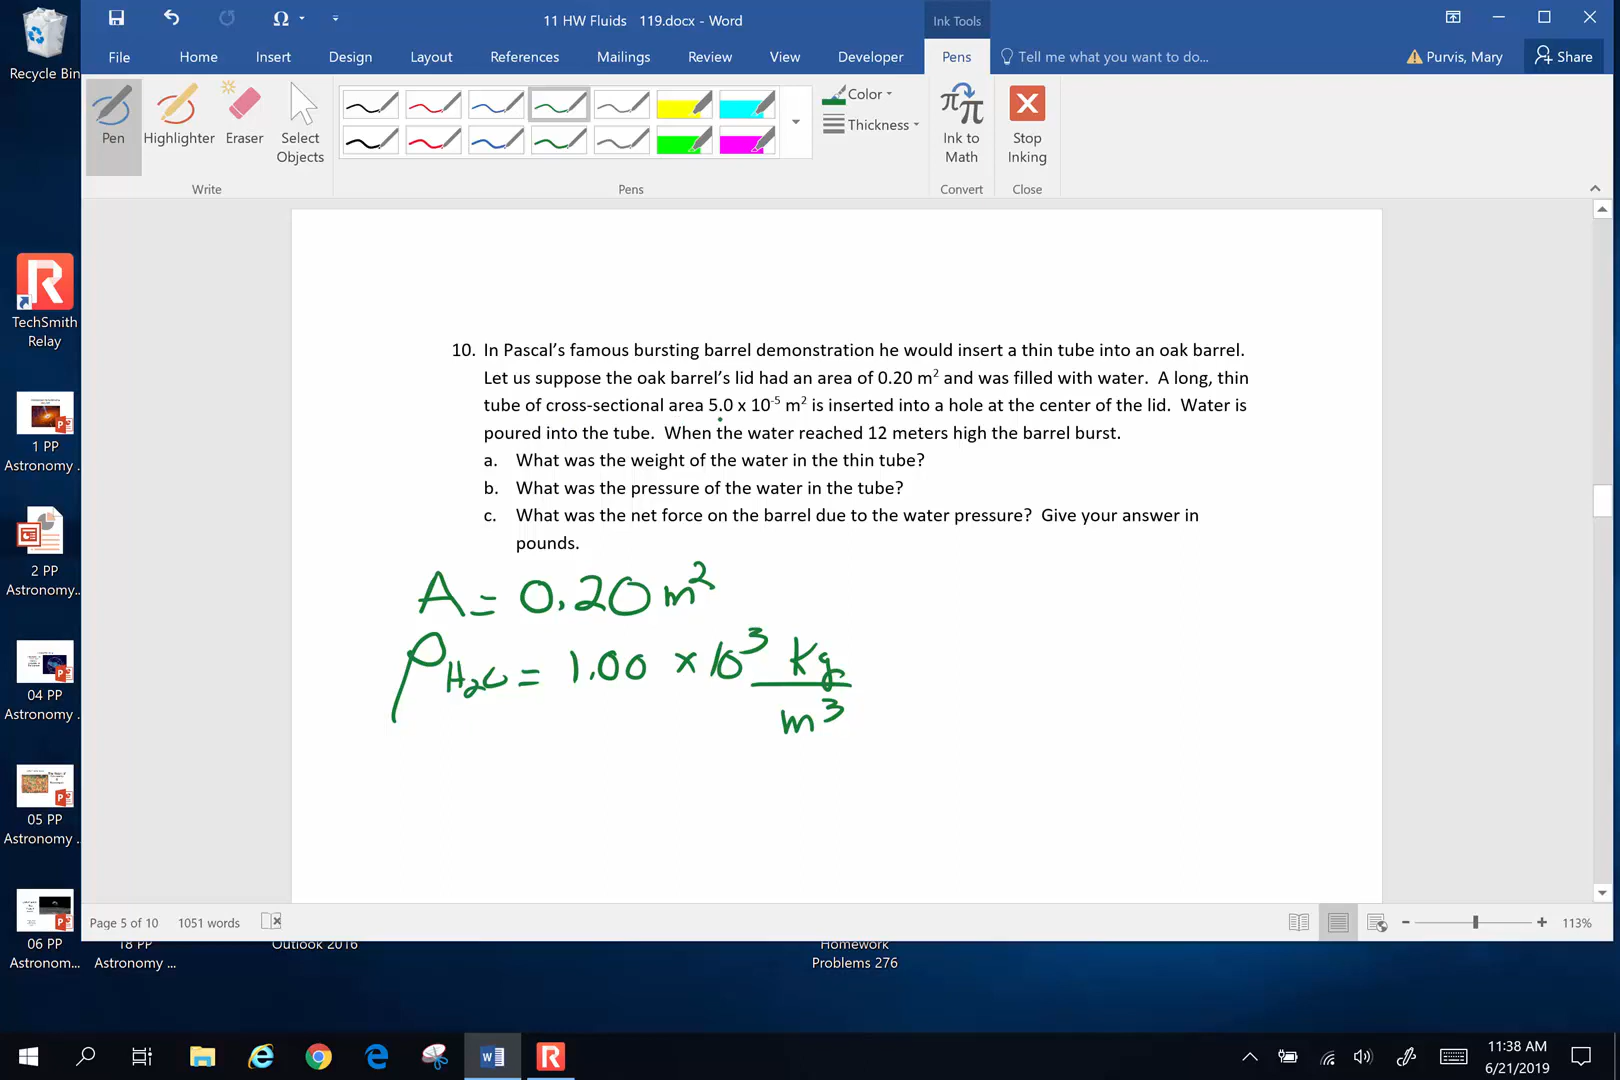 11 HW Fluids 119.docx - Word
Ink Tools
File Home Insert Design Layout References Mailings Review View Developer Pens Tell me what you want to do... Purvis, Mary Share
Pen Highlighter Eraser Select Objects
Color
Thickness
Ink to Math
Stop Inking
Write Pens Convert Close
Recycle Bin
TechSmith Relay
1 PP Astronomy .
2 PP Astronomy..
04 PP Astronomy .
05 PP Astronomy .
06 PP Astronom...
18 PP Astronomy ...
Outlook 2016
Homework Problems 276
10. In Pascal's famous bursting barrel demonstration he would insert a thin tube into an oak barrel.
Let us suppose the oak barrel's lid had an area of 0.20 m² and was filled with water. A long, thin
tube of cross-sectional area 5.0 x 10⁻⁵ m² is inserted into a hole at the center of the lid. Water is
poured into the tube. When the water reached 12 meters high the barrel burst.
a. What was the weight of the water in the thin tube?
b. What was the pressure of the water in the tube?
c. What was the net force on the barrel due to the water pressure? Give your answer in
pounds.
A = 0.20 m²
ρH₂O = 1.00 × 10³ kg
m³
Page 5 of 10 1051 words 113%
11:38 AM
6/21/2019